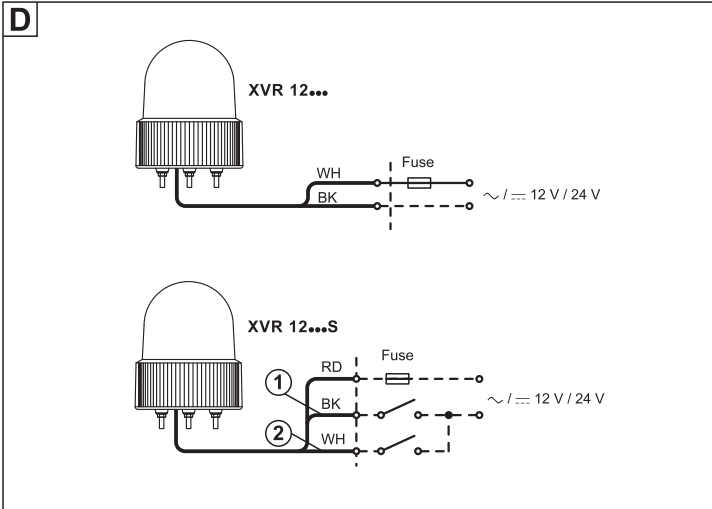 D
XVR 12•••
WH
Fuse
BK
～ / ⎓ 12 V / 24 V
XVR 12•••S
Fuse
RD
1
BK
～ / ⎓ 12 V / 24 V
2
WH